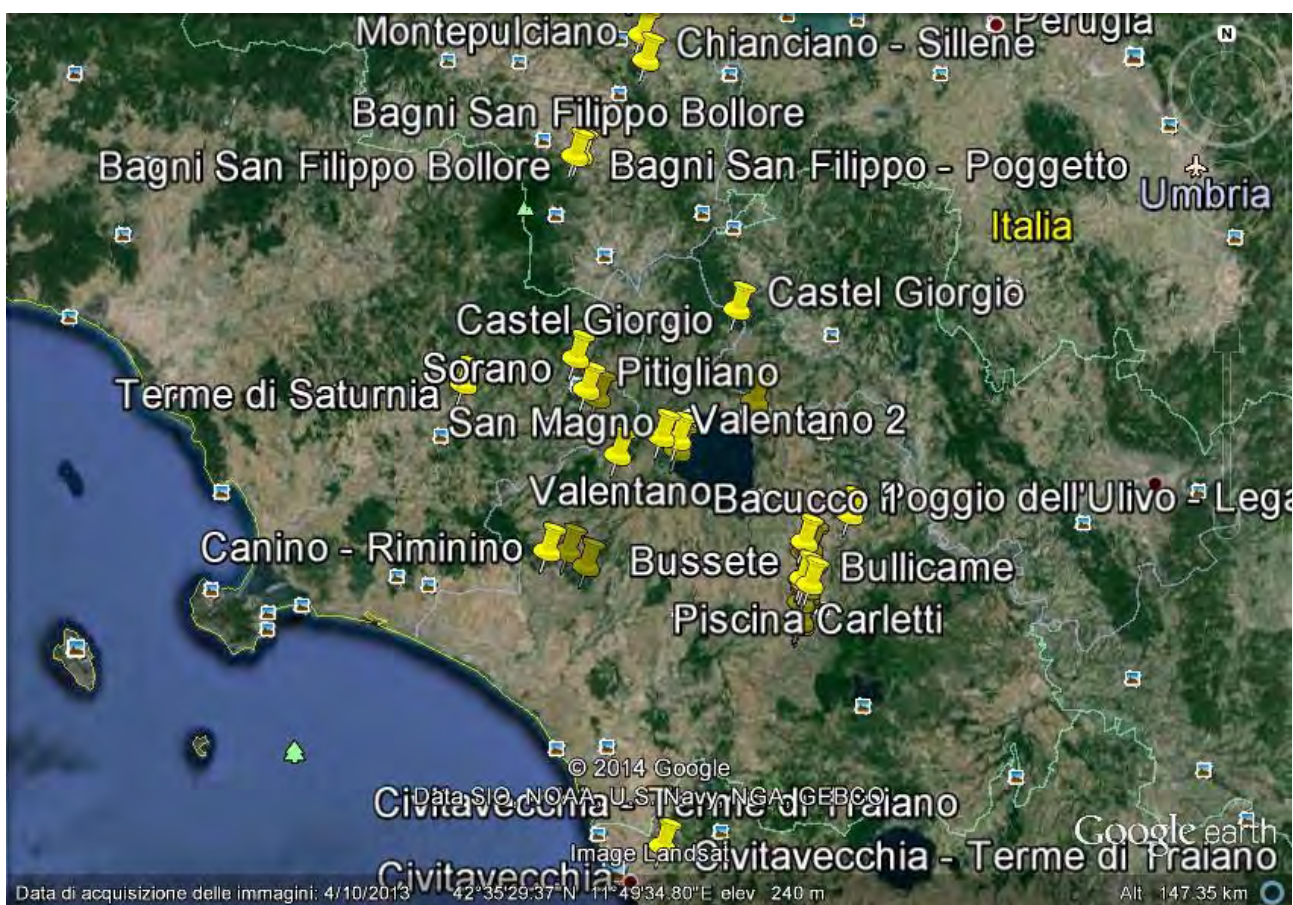 Montepulciano
Perugia
Chianciano - Sillene
N
Bagni San Filippo Bollore
Bagni San Filippo Bollore
Bagni San Filippo - Poggetto
Umbria
Italia
Castel Giorgio
Castel Giorgio
Sorano
Pitigliano
Terme di Saturnia
San Magno
Valentano 2
Valentano
Bacucco 1
Poggio dell'Ulivo - Lega
Canino - Riminino
Bussete
Bullicame
Piscina Carletti
© 2014 Google
Civitavecchia - Terme di Traiano
Data SIO, NOAA, U.S. Navy, NGA, GEBCO
Google earth
Image Landsat
Civitavecchia - Terme di Traiano
Civitavecchia
Data di acquisizione delle immagini: 4/10/2013 42°35'29.37"N 11°49'34.80"E elev 240 m Alt 147.35 km